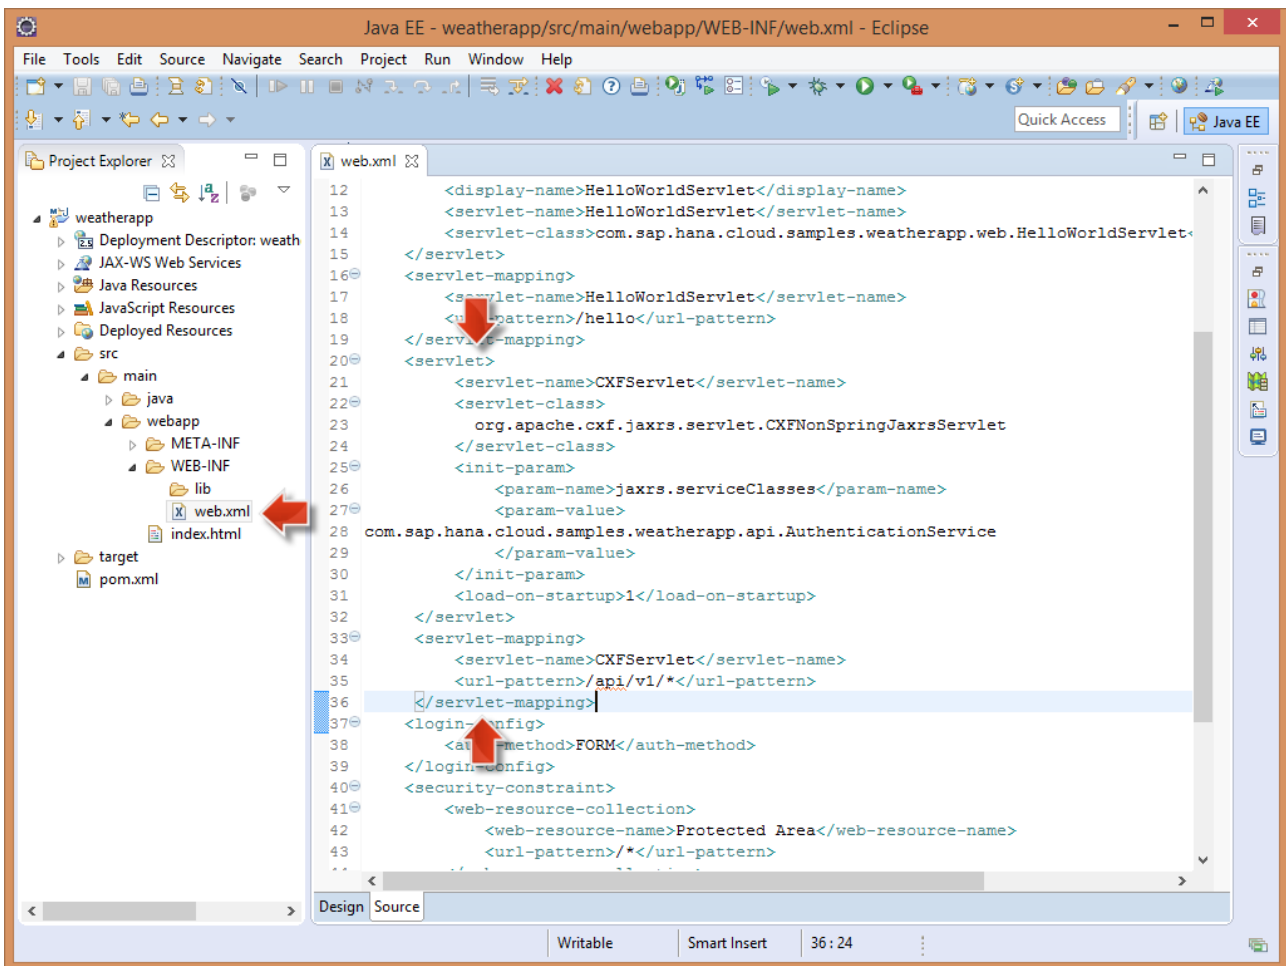 Java EE - weatherapp/src/main/webapp/WEB-INF/web.xml - Eclipse
File Tools Edit Source Navigate Search Project Run Window Help
Quick Access
Java EE
Project Explorer
weatherapp
Deployment Descriptor: weath
JAX-WS Web Services
Java Resources
JavaScript Resources
Deployed Resources
src
main
java
webapp
META-INF
WEB-INF
lib
web.xml
index.html
target
pom.xml
web.xml
12 <display-name>HelloWorldServlet</display-name>
13 <servlet-name>HelloWorldServlet</servlet-name>
14 <servlet-class>com.sap.hana.cloud.samples.weatherapp.web.HelloWorldServlet<
15 </servlet>
16 <servlet-mapping>
17 <servlet-name>HelloWorldServlet</servlet-name>
18 <url-pattern>/hello</url-pattern>
19 </servlet-mapping>
20 <servlet>
21 <servlet-name>CXFServlet</servlet-name>
22 <servlet-class>
23 org.apache.cxf.jaxrs.servlet.CXFNonSpringJaxrsServlet
24 </servlet-class>
25 <init-param>
26 <param-name>jaxrs.serviceClasses</param-name>
27 <param-value>
28 com.sap.hana.cloud.samples.weatherapp.api.AuthenticationService
29 </param-value>
30 </init-param>
31 <load-on-startup>1</load-on-startup>
32 </servlet>
33 <servlet-mapping>
34 <servlet-name>CXFServlet</servlet-name>
35 <url-pattern>/api/v1/*</url-pattern>
36 </servlet-mapping>
37 <login-config>
38 <auth-method>FORM</auth-method>
39 </login-config>
40 <security-constraint>
41 <web-resource-collection>
42 <web-resource-name>Protected Area</web-resource-name>
43 <url-pattern>/*</url-pattern>
Design Source
Writable Smart Insert 36 : 24